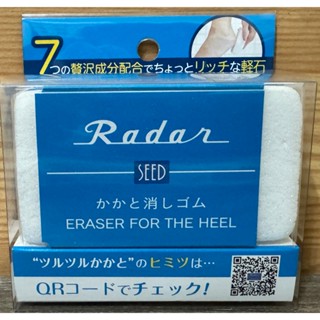 7つの贅沢成分配合でちょっとリッチな軽石
Radar
SEED
かかと消しゴム
ERASER FOR THE HEEL
“ツルツルかかと”のヒミツは…
QRコードでチェック!